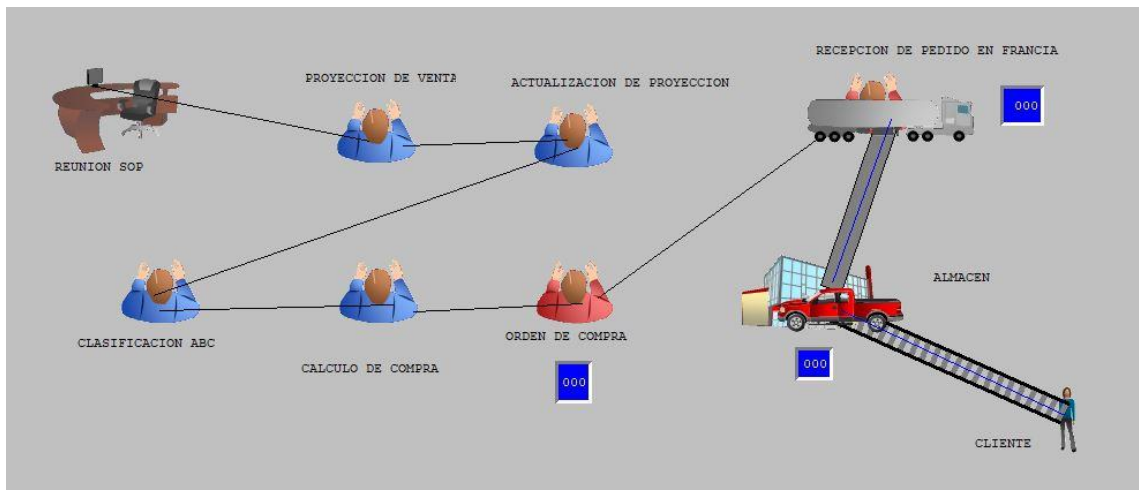 RECEPCION DE PEDIDO EN FRANCIA
PROYECCION DE VENTA
ACTUALIZACION DE PROYECCION
000
REUNION SOP
ALMACEN
CLASIFICACION ABC
CALCULO DE COMPRA
ORDEN DE COMPRA
000
000
CLIENTE